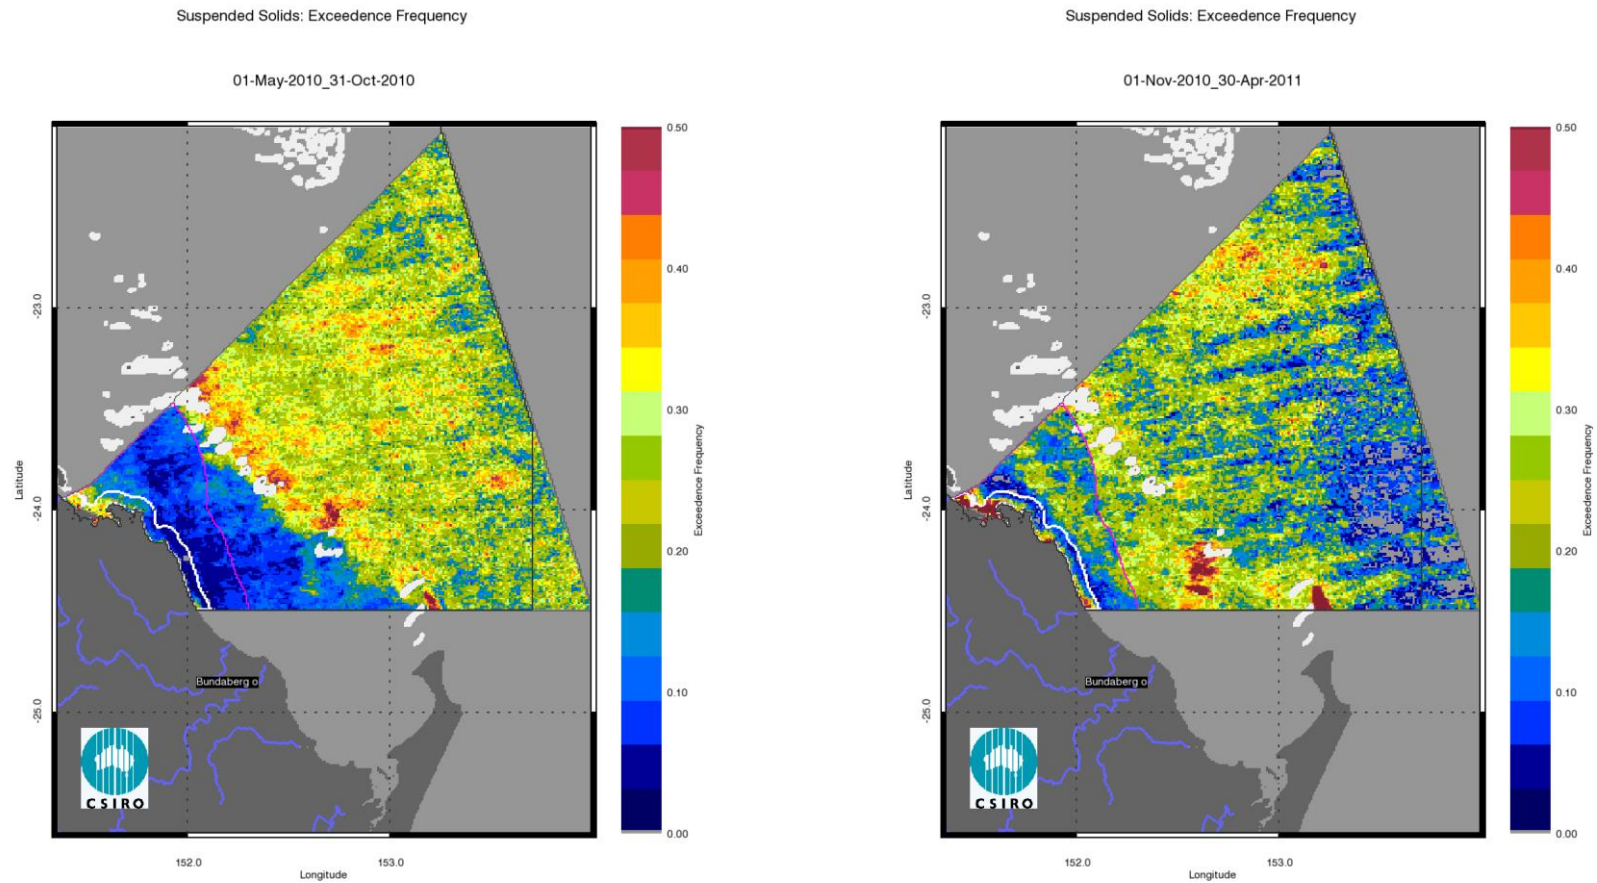 Suspended Solids: Exceedence Frequency
01-May-2010_31-Oct-2010
0.50
0.40
0.30
0.20
0.10
0.00
Exceedence Frequency
-23.0
-24.0
-25.0
Latitude
Bundaberg o
CSIRO
152.0 153.0
Longitude
Suspended Solids: Exceedence Frequency
01-Nov-2010_30-Apr-2011
0.50
0.40
0.30
0.20
0.10
0.00
Exceedence Frequency
-23.0
-24.0
-25.0
Latitude
Bundaberg o
CSIRO
152.0 153.0
Longitude